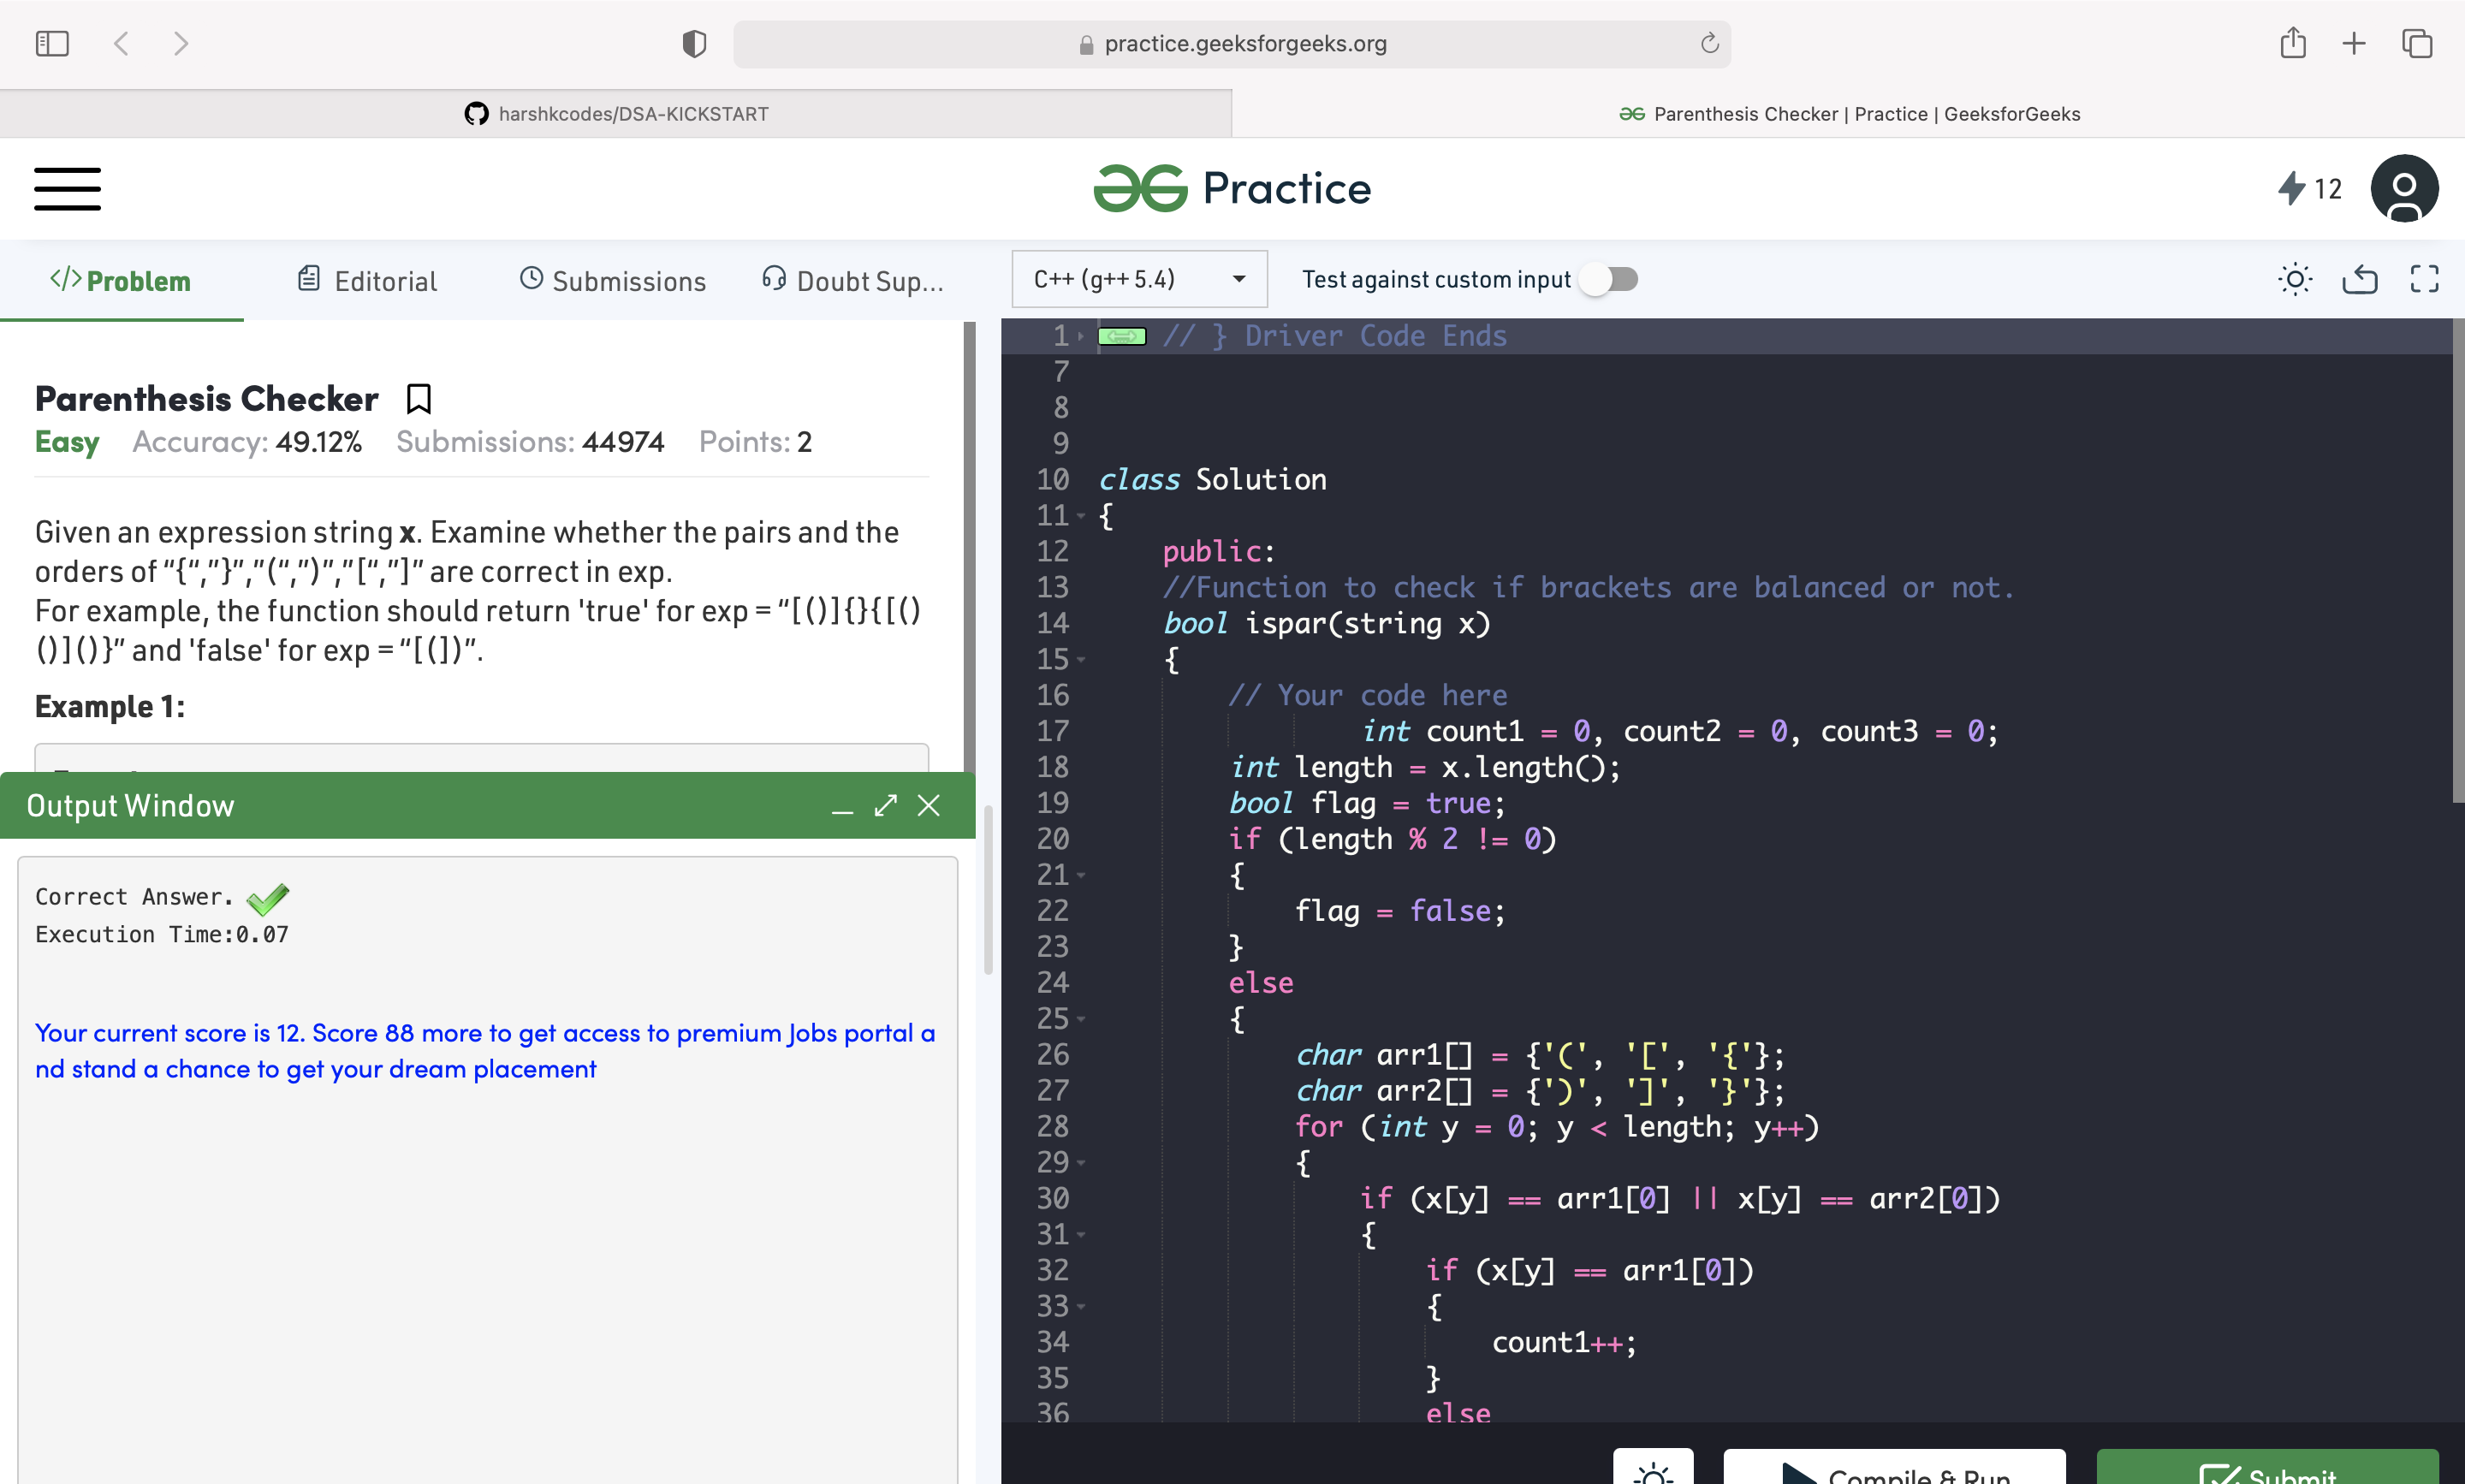 practice.geeksforgeeks.org
harshkcodes/DSA-KICKSTART
Parenthesis Checker | Practice | GeeksforGeeks
Practice
12
</> Problem
Editorial
Submissions
Doubt Sup...
C++ (g++ 5.4)
Test against custom input
Parenthesis Checker
Easy Accuracy: 49.12% Submissions: 44974 Points: 2
Given an expression string x. Examine whether the pairs and the
orders of “{“,”}”,”(“,”)”,”[“,”]” are correct in exp.
For example, the function should return 'true' for exp = “[()]{}{[()
()]()}” and 'false' for exp = “[(])”.
Example 1:
Output Window
Correct Answer.
Execution Time:0.07
Your current score is 12. Score 88 more to get access to premium Jobs portal a
nd stand a chance to get your dream placement
1 // } Driver Code Ends
7
8
9
10 class Solution
11 {
12 public:
13 //Function to check if brackets are balanced or not.
14 bool ispar(string x)
15 {
16 // Your code here
17 int count1 = 0, count2 = 0, count3 = 0;
18 int length = x.length();
19 bool flag = true;
20 if (length % 2 != 0)
21 {
22 flag = false;
23 }
24 else
25 {
26 char arr1[] = {'(', '[', '{'};
27 char arr2[] = {')', ']', '}'};
28 for (int y = 0; y < length; y++)
29 {
30 if (x[y] == arr1[0] || x[y] == arr2[0])
31 {
32 if (x[y] == arr1[0])
33 {
34 count1++;
35 }
36 else
Compile & Run
Submit